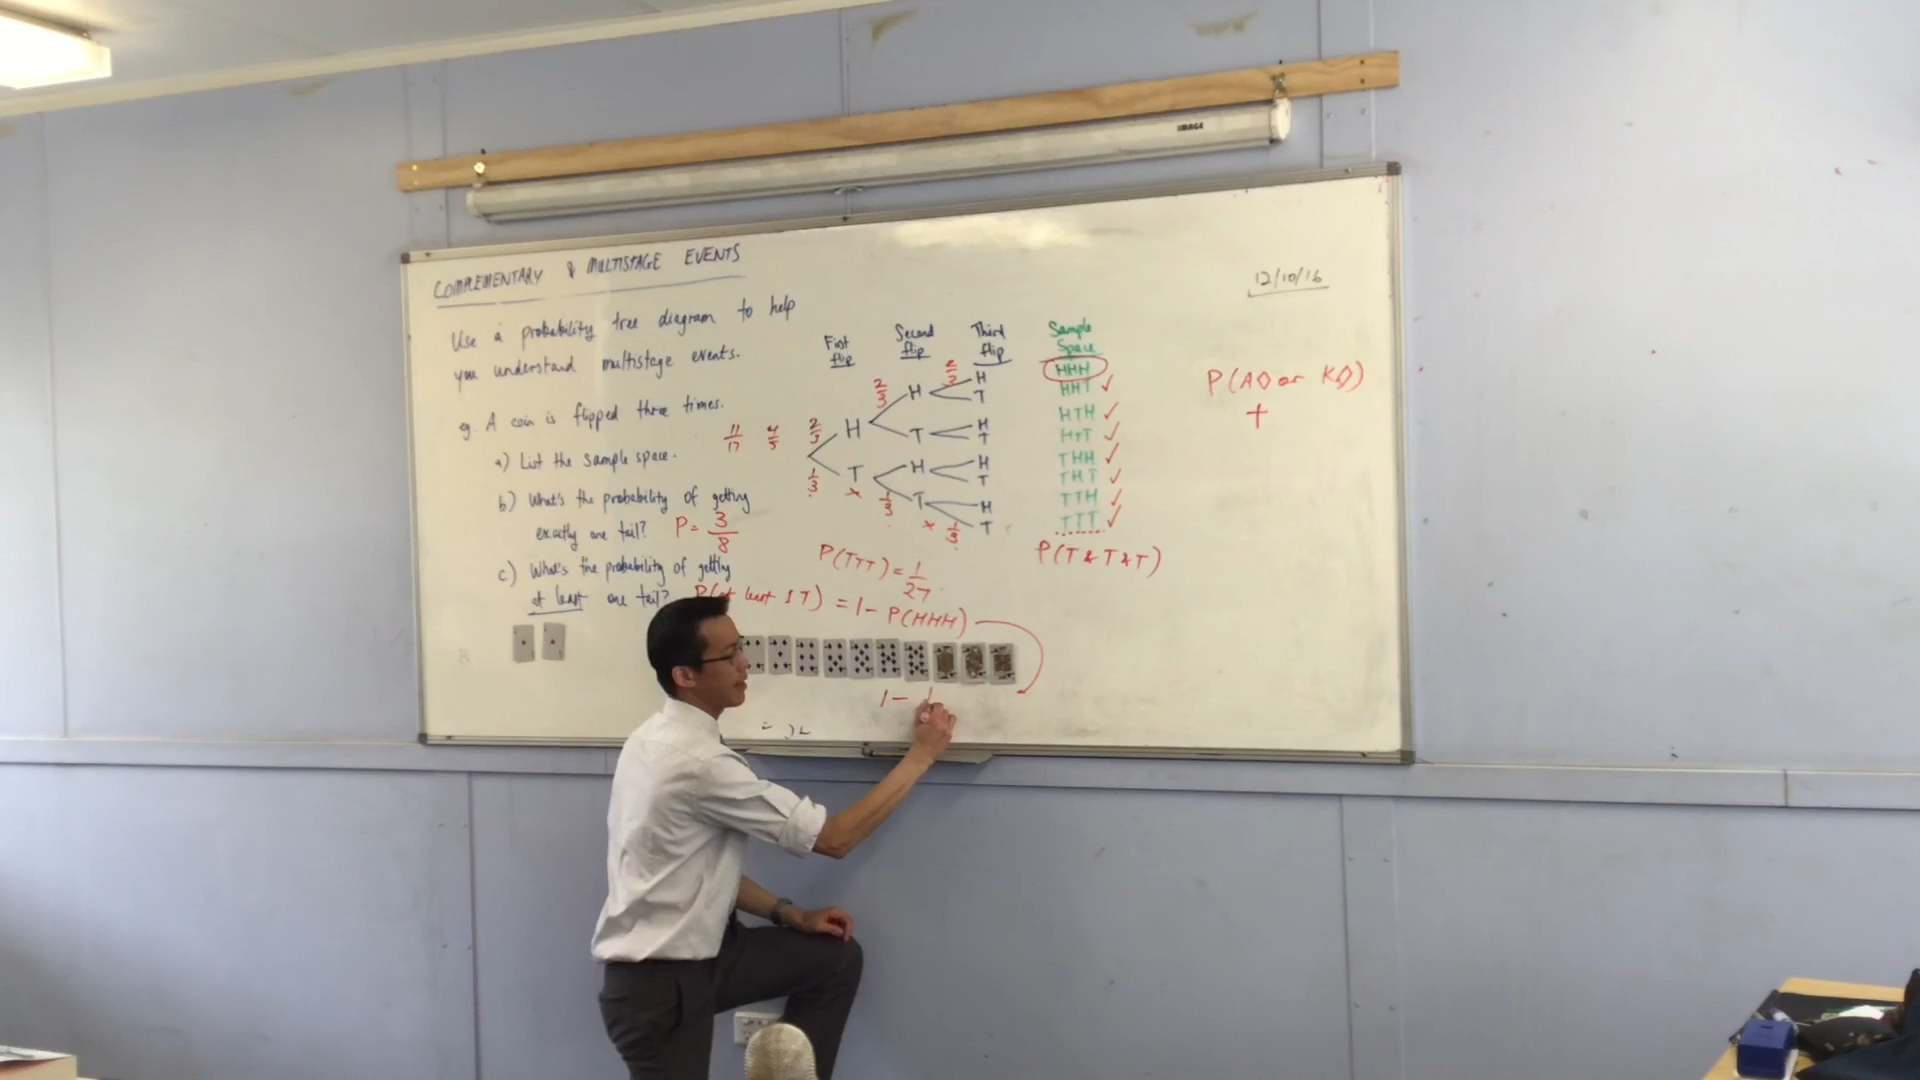 IMAGE
COMPLEMENTARY & MULTISTAGE EVENTS
12/10/16
Use a probability tree diagram to help
you understand multistage events.
eg. A coin is flipped three times.
a) List the sample space.
b) What's the probability of getting
exactly one tail? P = 3/8
c) What's the probability of getting
at least one tail?
11/17 4/5 2/3
1/3
First flip
Second flip
Third flip
Sample Space
H
T
2/3
H
T
H
T
1/3
H
T
H
T
H
T
H
T
1/3
HHH
HHT ✓
HTH ✓
HTT ✓
THH ✓
THT ✓
TTH ✓
TTT ✓
P(T & T & T)
P(A◊ or K◊)
+
P(TTT) = 1/27
P(at least 1 T) = 1 - P(HHH)
1 -